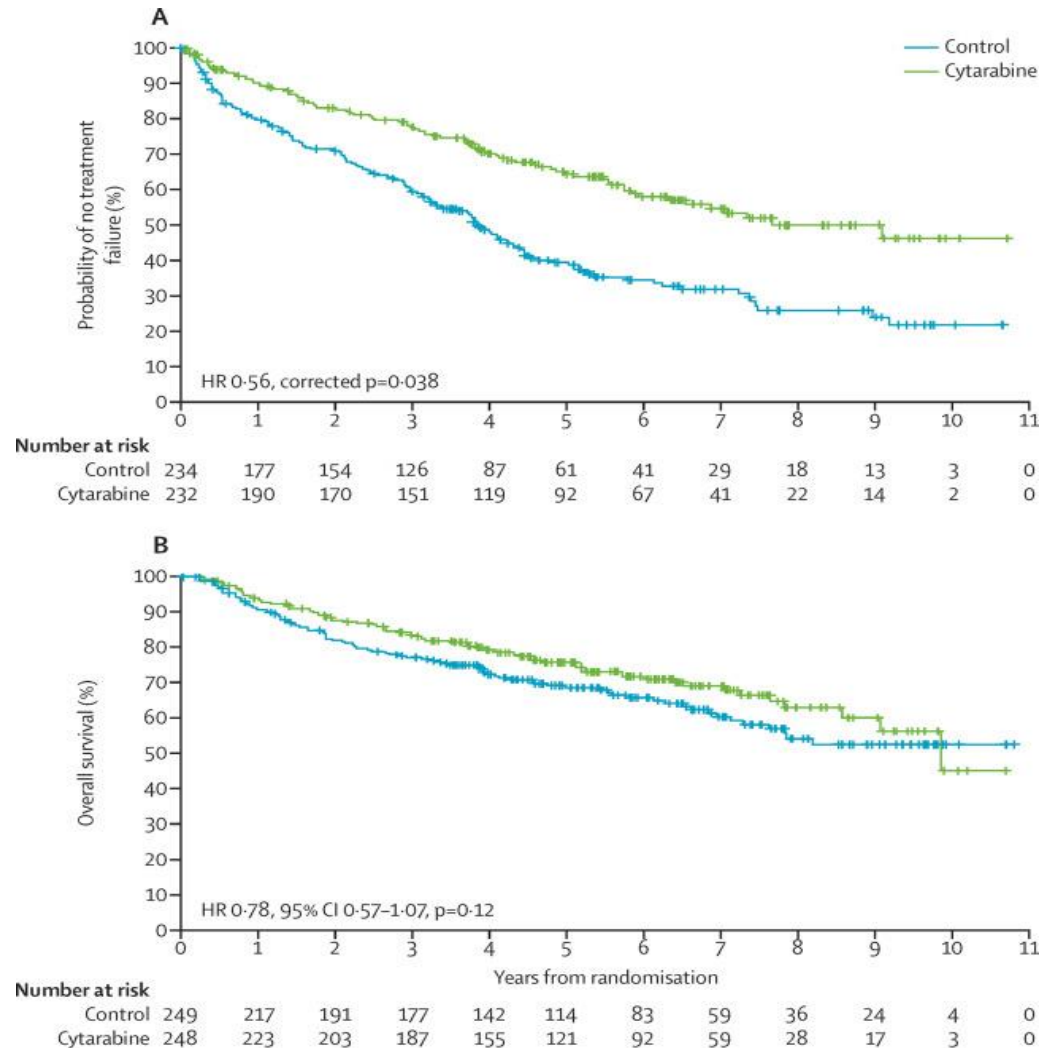 A
Control
Cytarabine
100
90
80
70
60
50
40
30
20
10
0
Probability of no treatment
failure (%)
HR 0·56, corrected p=0·038
0 1 2 3 4 5 6 7 8 9 10 11
Number at risk
Control 234 177 154 126 87 61 41 29 18 13 3 0
Cytarabine 232 190 170 151 119 92 67 41 22 14 2 0
B
100
90
80
70
60
50
40
30
20
10
0
Overall survival (%)
HR 0·78, 95% CI 0·57–1·07, p=0·12
0 1 2 3 4 5 6 7 8 9 10 11
Years from randomisation
Number at risk
Control 249 217 191 177 142 114 83 59 36 24 4 0
Cytarabine 248 223 203 187 155 121 92 59 28 17 3 0